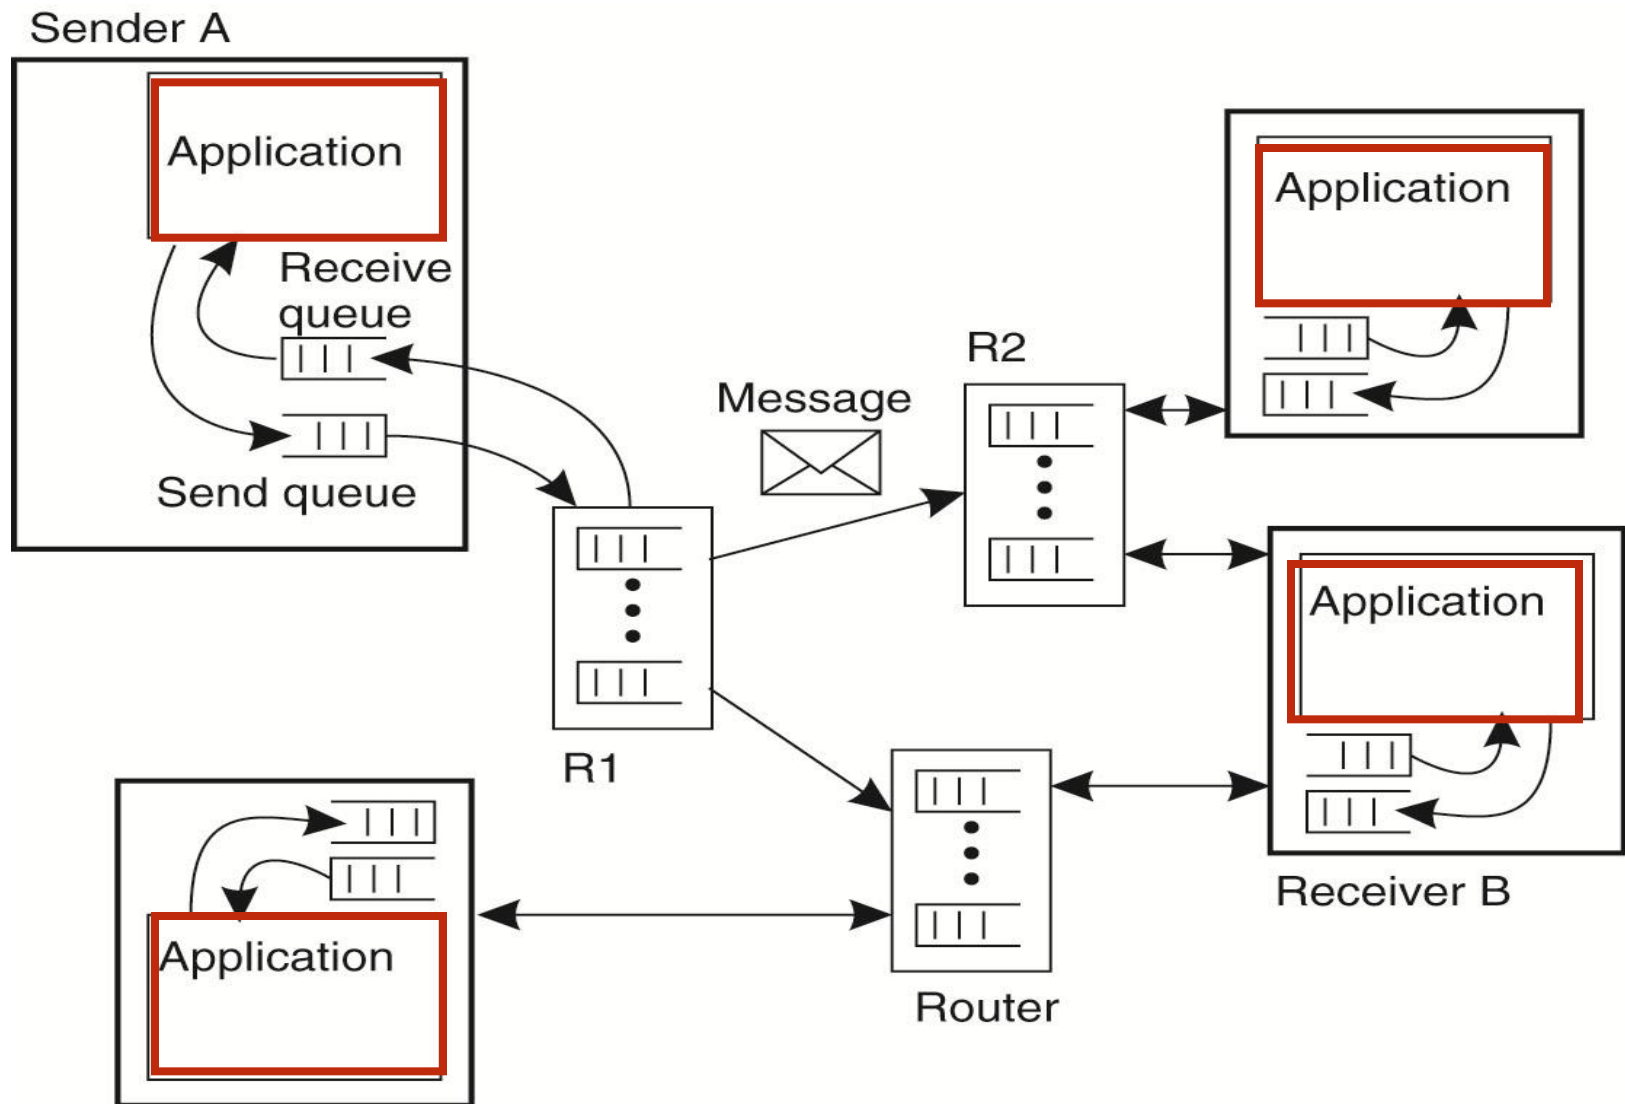 Sender A
Application
Receive
queue
Send queue
Application
R2
Message
R1
Application
Receiver B
Application
Router